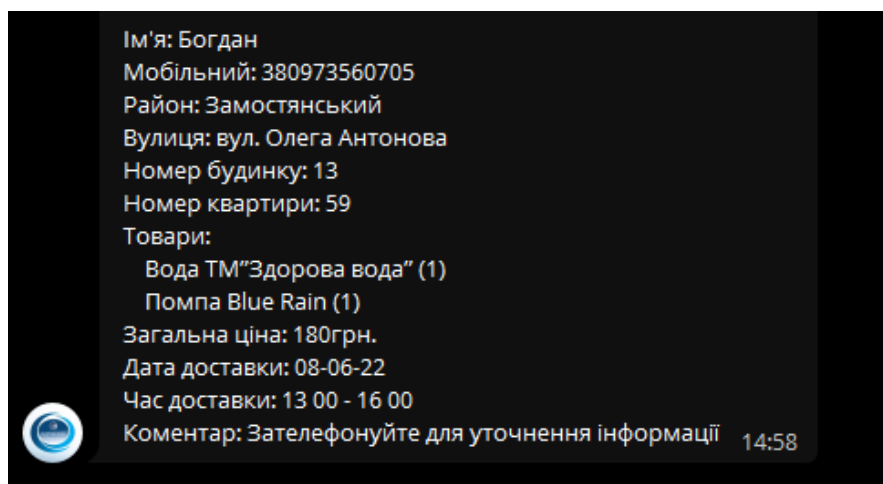 Ім'я: Богдан
Мобільний: 380973560705
Район: Замостянський
Вулиця: вул. Олега Антонова
Номер будинку: 13
Номер квартири: 59
Товари:
Вода ТМ”Здорова вода” (1)
Помпа Blue Rain (1)
Загальна ціна: 180грн.
Дата доставки: 08-06-22
Час доставки: 13 00 - 16 00
Коментар: Зателефонуйте для уточнення інформації 14:58